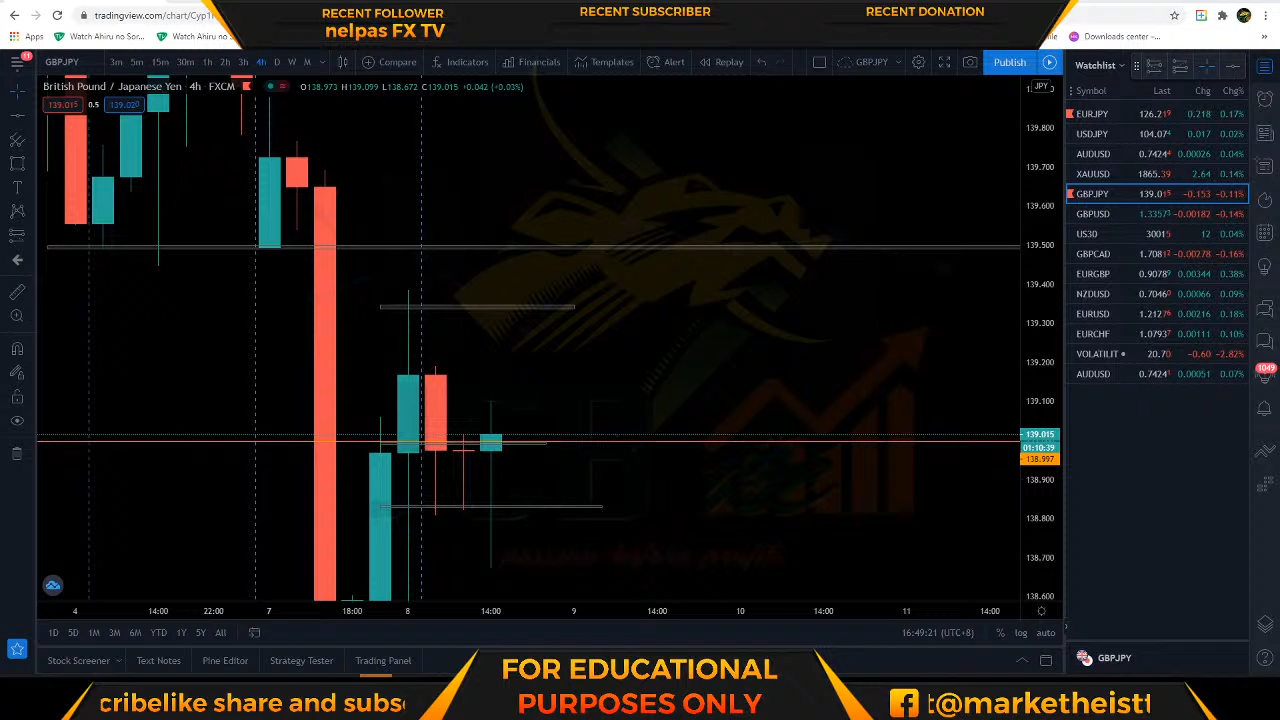 RECENT FOLLOWER
nelpas FX TV
RECENT SUBSCRIBER
RECENT DONATION
tradingview.com/chart/Cyp1
Apps
Watch Ahiru no Sor...
Watch Ahiru
Downloads center –...
11
GBPJPY
3m 5m 15m 30m 1h 2h 3h 4h D W M
Compare
Indicators
Financials
Templates
Alert
Replay
GBPJPY
Publish
British Pound / Japanese Yen · 4h · FXCM
O138.973 H139.099 L138.672 C139.015 +0.042 (+0.03%)
139.015 0.5 139.020
JPY
139.800
139.700
139.600
139.500
139.400
139.300
139.200
139.100
139.015
01:10:39
138.997
138.900
138.800
138.700
138.600
4 14:00 22:00 7 18:00 8 14:00 9 14:00 10 14:00 11 14:00
1D 5D 1M 3M 6M YTD 1Y 5Y All
16:49:21 (UTC+8)
% log auto
Stock Screener
Text Notes
Pine Editor
Strategy Tester
Trading Panel
Watchlist
Symbol Last Chg Chg%
EURJPY 126.219 0.218 0.17%
USDJPY 104.074 0.017 0.02%
AUDUSD 0.74244 0.00026 0.04%
XAUUSD 1865.39 2.64 0.14%
GBPJPY 139.015 −0.153 −0.11%
GBPUSD 1.33573 −0.00182 −0.14%
US30 30015 12 0.04%
GBPCAD 1.70812 −0.00278 −0.16%
EURGBP 0.90789 0.00344 0.38%
NZDUSD 0.70460 0.00066 0.09%
EURUSD 1.21276 0.00216 0.18%
EURCHF 1.07937 0.00111 0.10%
VOLATILIT 20.70 −0.60 −2.82%
AUDUSD 0.74241 0.00051 0.07%
1049
GBPJPY
cribelike share and subs
FOR EDUCATIONAL
PURPOSES ONLY
t@marketheistt